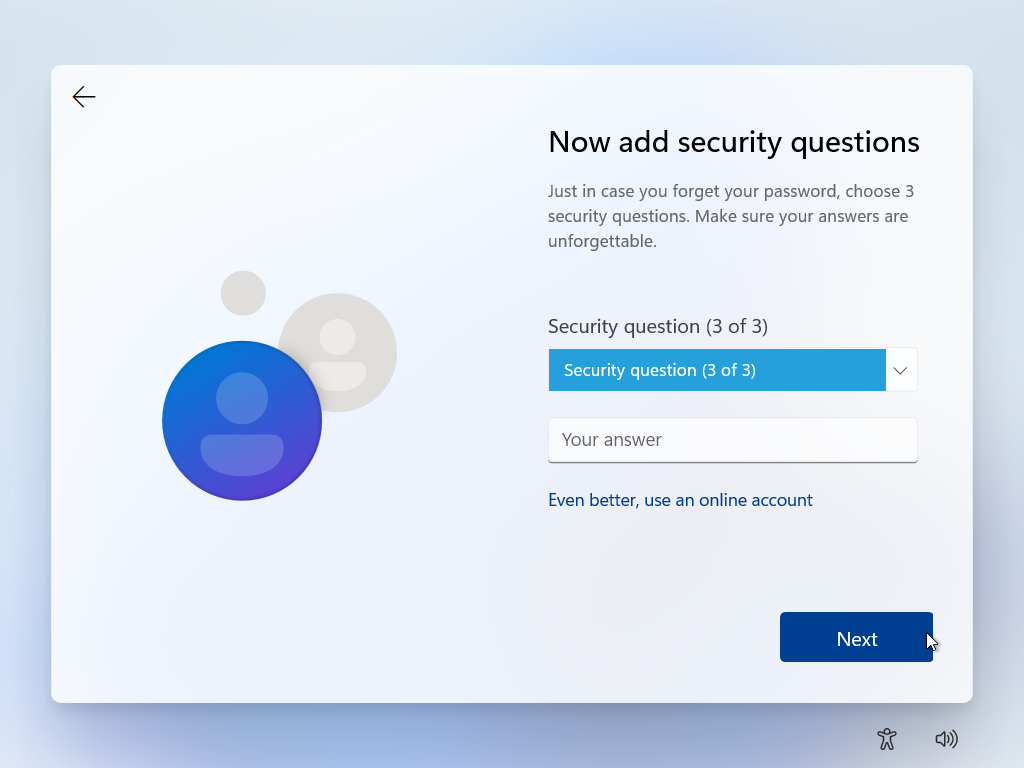 Now add security questions
Just in case you forget your password, choose 3
security questions. Make sure your answers are
unforgettable.
Security question (3 of 3)
Security question (3 of 3)
Your answer
Even better, use an online account
Next